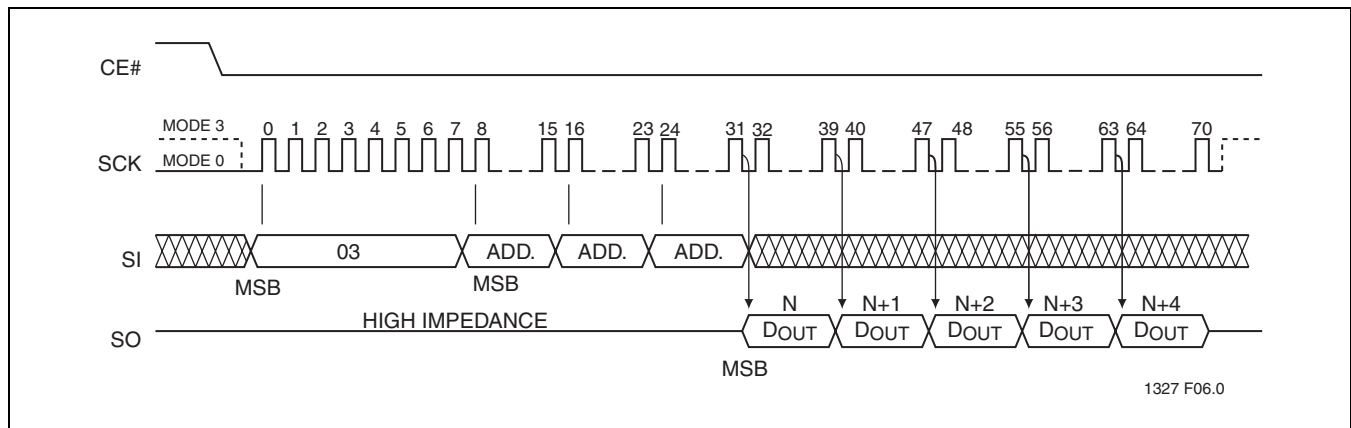 CE#
MODE 3
0 1 2 3 4 5 6 7 8 15 16 23 24 31 32 39 40 47 48 55 56 63 64 70
SCK
MODE 0
SI
03 ADD. ADD. ADD.
MSB MSB
N N+1 N+2 N+3 N+4
HIGH IMPEDANCE
SO
DOUT DOUT DOUT DOUT DOUT
MSB
1327 F06.0